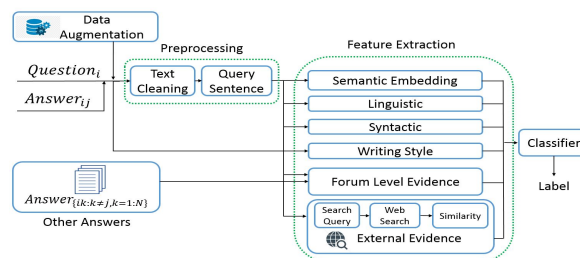 Data
Augmentation
Preprocessing
Feature Extraction
Question_i
Answer_ij
Text
Cleaning
Query
Sentence
Semantic Embedding
Linguistic
Syntactic
Writing Style
Forum Level Evidence
Search
Query
Web
Search
Similarity
External Evidence
Classifier
Label
Answer_{ik:k≠j,k=1:N}
Other Answers